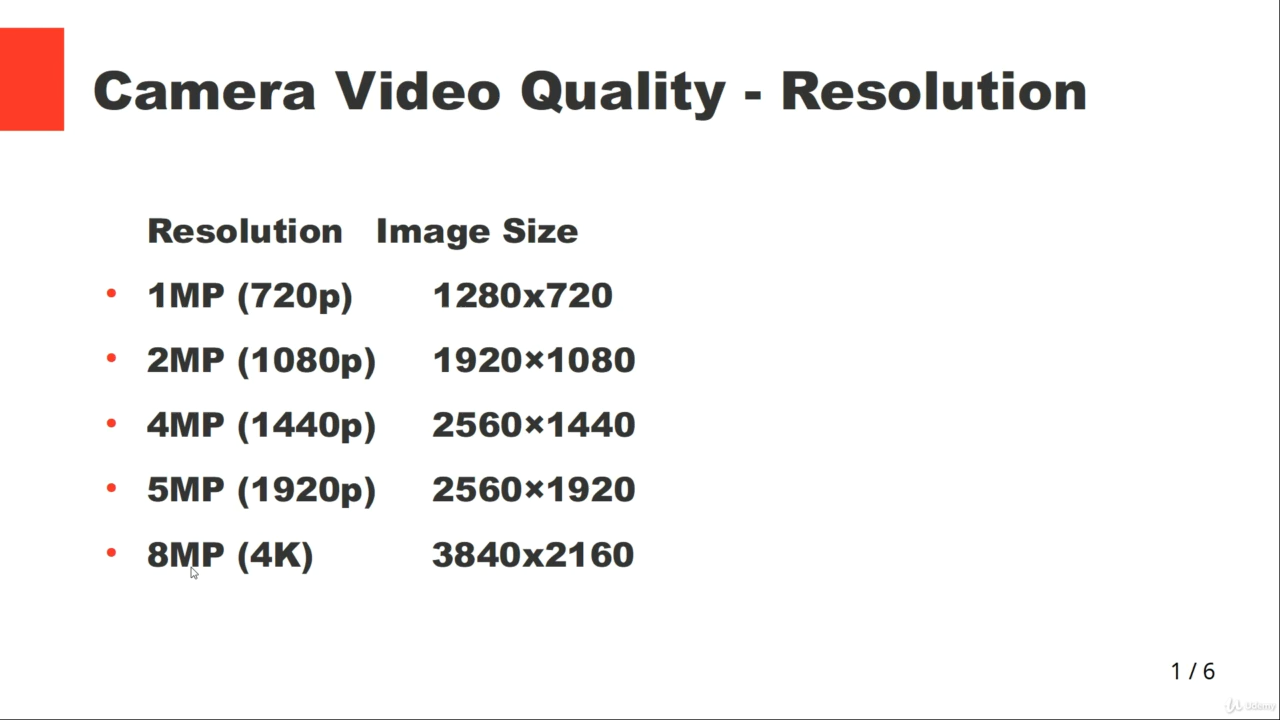 Camera Video Quality - Resolution
Resolution Image Size
• 1MP (720p) 1280x720
• 2MP (1080p) 1920×1080
• 4MP (1440p) 2560×1440
• 5MP (1920p) 2560×1920
• 8MP (4K) 3840x2160
1 / 6
Udemy